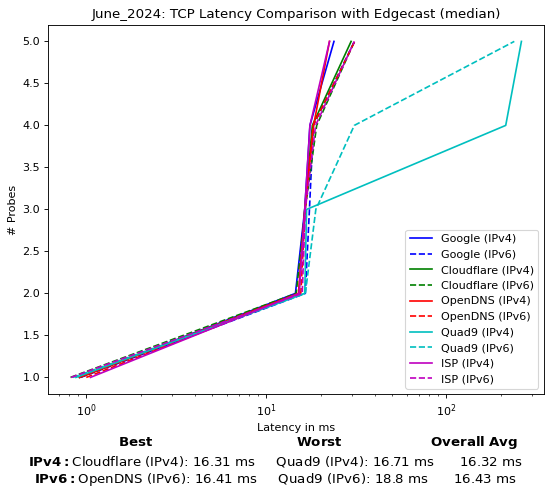 June_2024: TCP Latency Comparison with Edgecast (median)
5.0
4.5
4.0
3.5
3.0
2.5
2.0
1.5
1.0
# Probes
Google (IPv4)
Google (IPv6)
Cloudflare (IPv4)
Cloudflare (IPv6)
OpenDNS (IPv4)
OpenDNS (IPv6)
Quad9 (IPv4)
Quad9 (IPv6)
ISP (IPv4)
ISP (IPv6)
10⁰ 10¹ 10²
Latency in ms
Best Worst Overall Avg
IPv4: Cloudflare (IPv4): 16.31 ms Quad9 (IPv4): 16.71 ms 16.32 ms
IPv6: OpenDNS (IPv6): 16.41 ms Quad9 (IPv6): 18.8 ms 16.43 ms